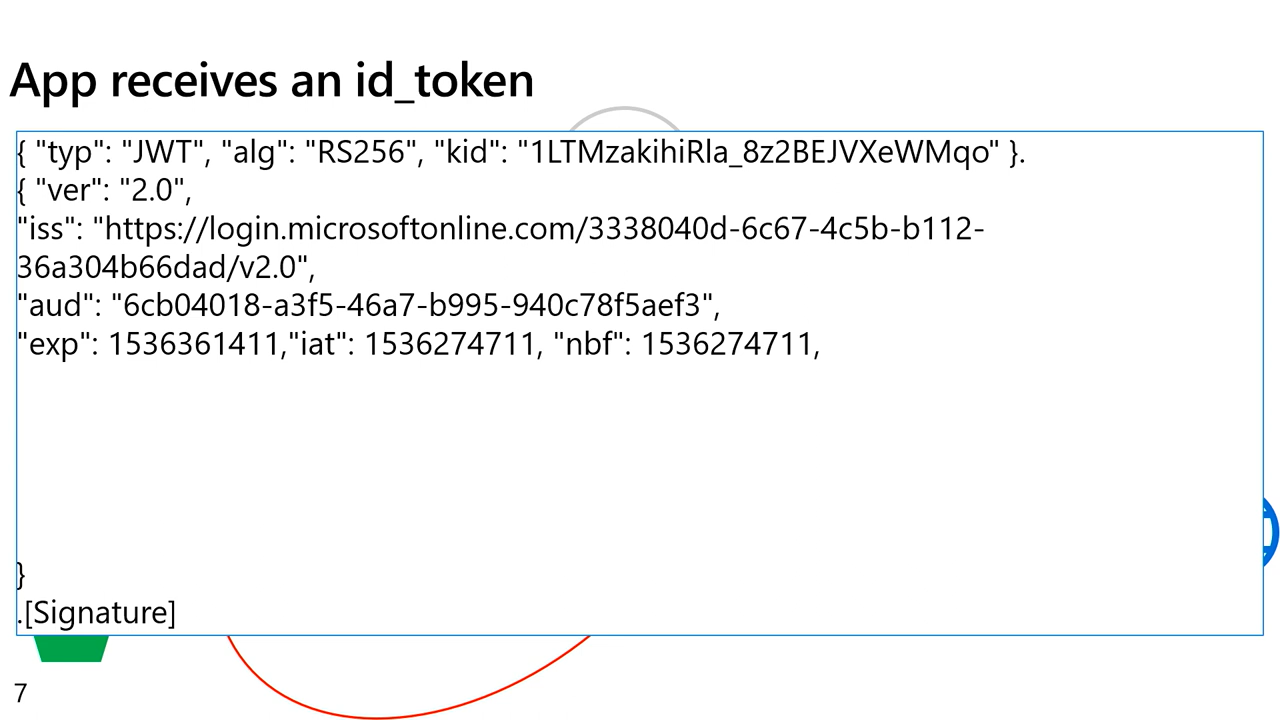 App receives an id_token
{ "typ": "JWT", "alg": "RS256", "kid": "1LTMzakihiRla_8z2BEJVXeWMqo" }.
{ "ver": "2.0",
"iss": "https://login.microsoftonline.com/3338040d-6c67-4c5b-b112-
36a304b66dad/v2.0",
"aud": "6cb04018-a3f5-46a7-b995-940c78f5aef3",
"exp": 1536361411,"iat": 1536274711, "nbf": 1536274711,
}
.[Signature]
7